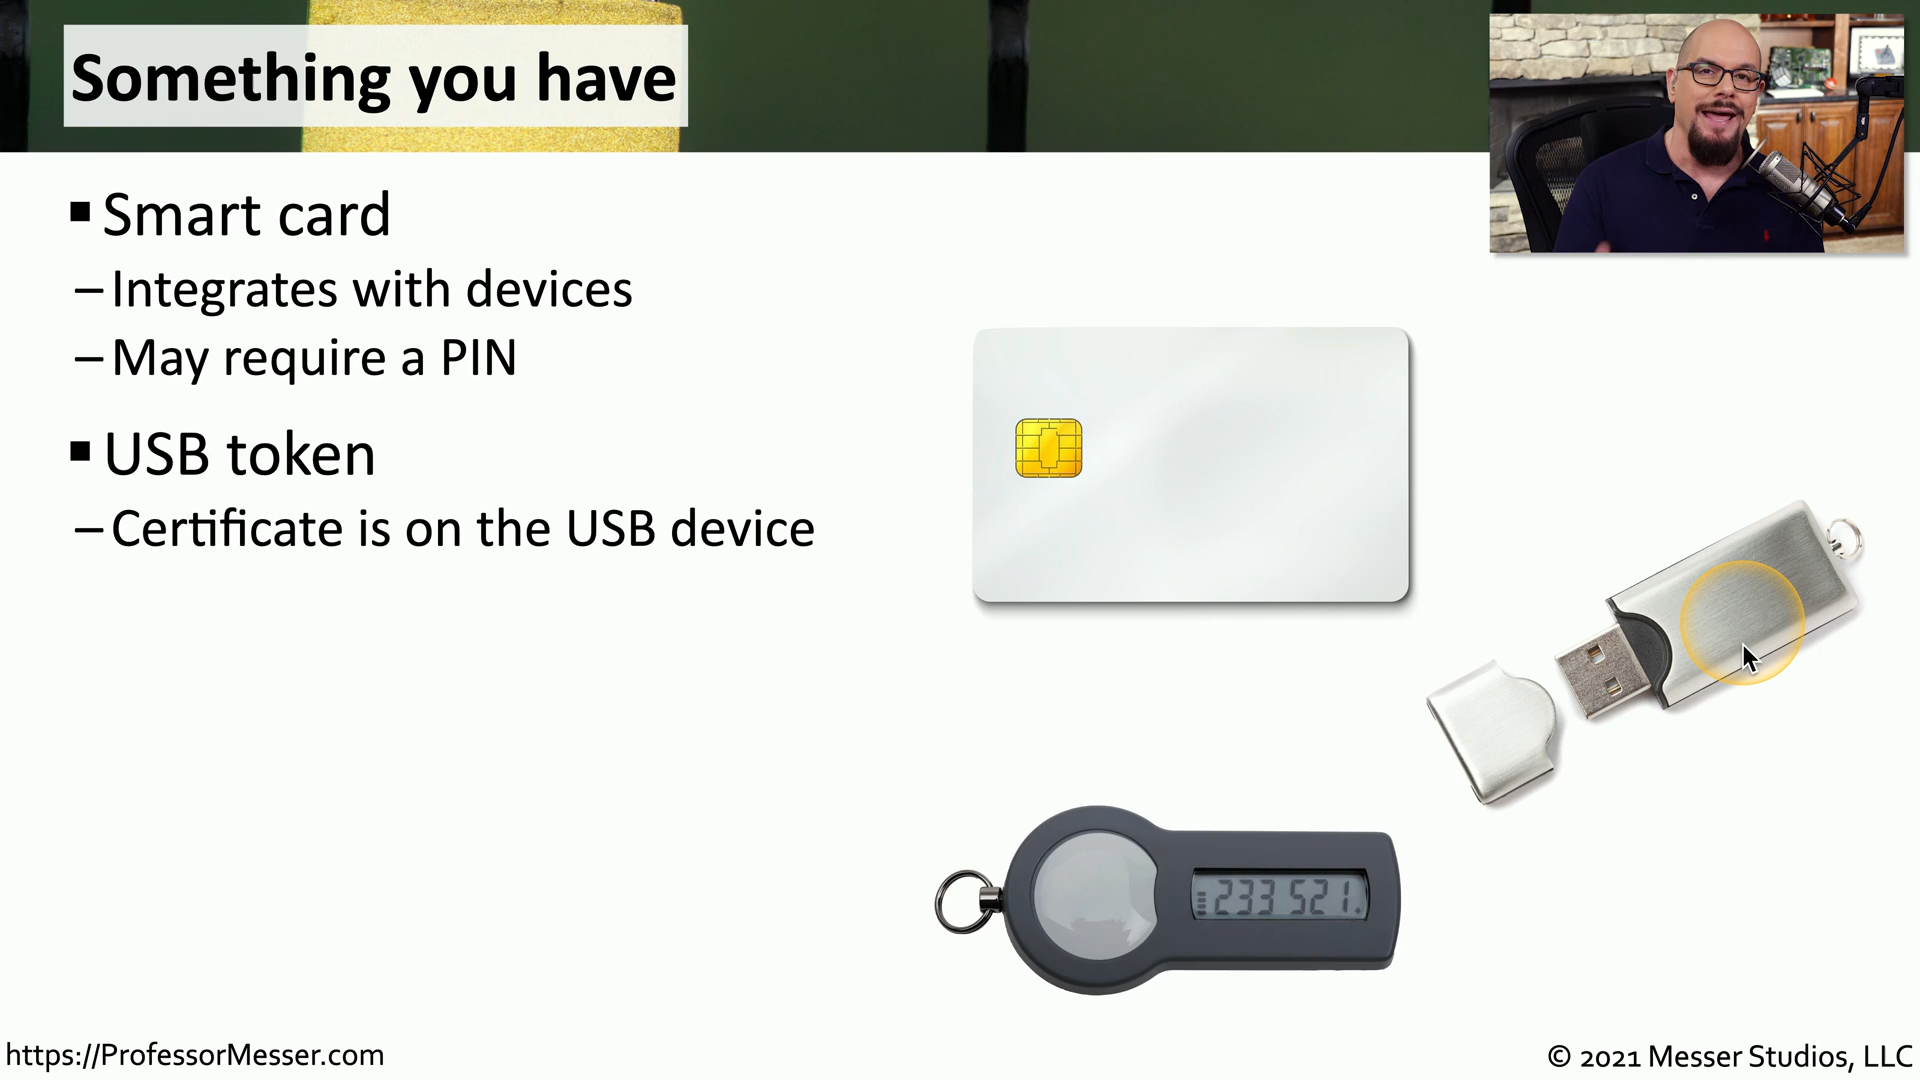 Something you have
▪ Smart card
– Integrates with devices
– May require a PIN
▪ USB token
– Certificate is on the USB device
233 521.
https://ProfessorMesser.com
© 2021 Messer Studios, LLC